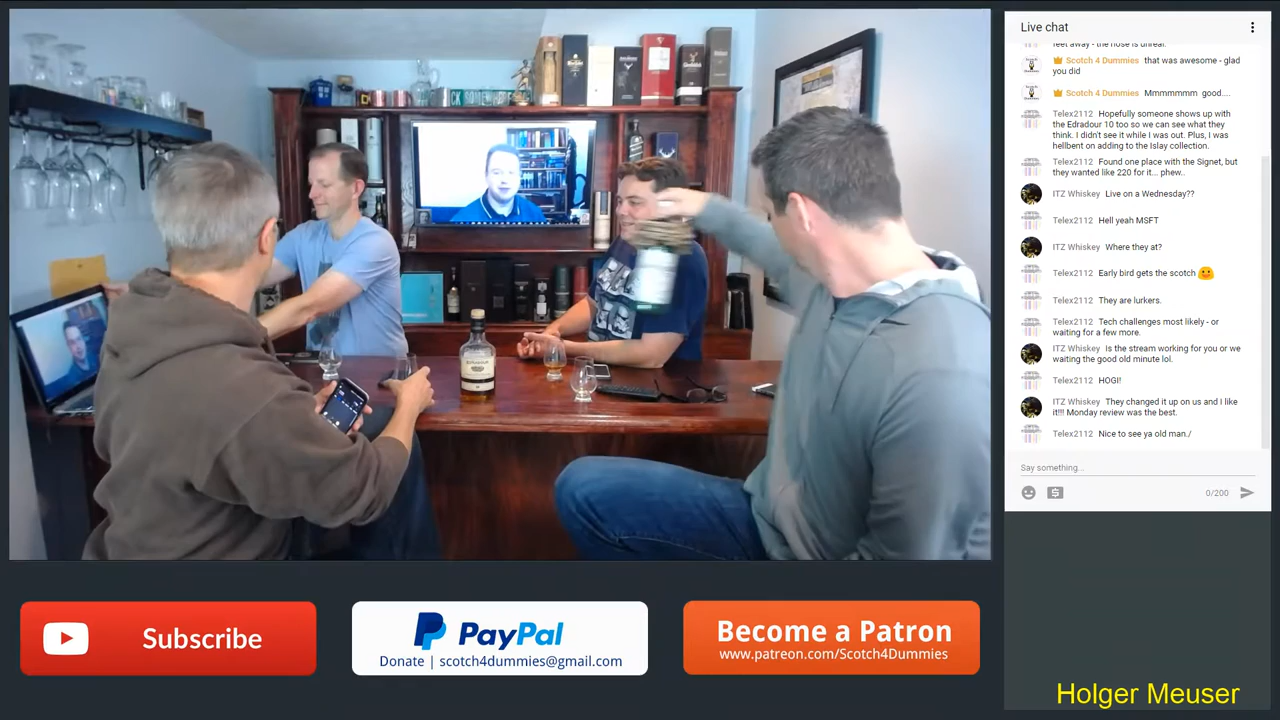 Live chat
feet away - the nose is unreal.
Scotch 4 Dummies that was awesome - glad
you did
Scotch 4 Dummies Mmmmmmm good....
Telex2112 Hopefully someone shows up with
the Edradour 10 too so we can see what they
think. I didn't see it while I was out. Plus, I was
hellbent on adding to the Islay collection.
Telex2112 Found one place with the Signet, but
they wanted like 220 for it... phew..
ITZ Whiskey Live on a Wednesday??
Telex2112 Hell yeah MSFT
ITZ Whiskey Where they at?
Telex2112 Early bird gets the scotch
Telex2112 They are lurkers.
Telex2112 Tech challenges most likely - or
waiting for a few more.
ITZ Whiskey Is the stream working for you or we
waiting the good old minute lol.
Telex2112 HOGI!
ITZ Whiskey They changed it up on us and I like
it!!! Monday review was the best.
Telex2112 Nice to see ya old man./
Say something...
0/200
Subscribe
PayPal
Donate | scotch4dummies@gmail.com
Become a Patron
www.patreon.com/Scotch4Dummies
Holger Meuser